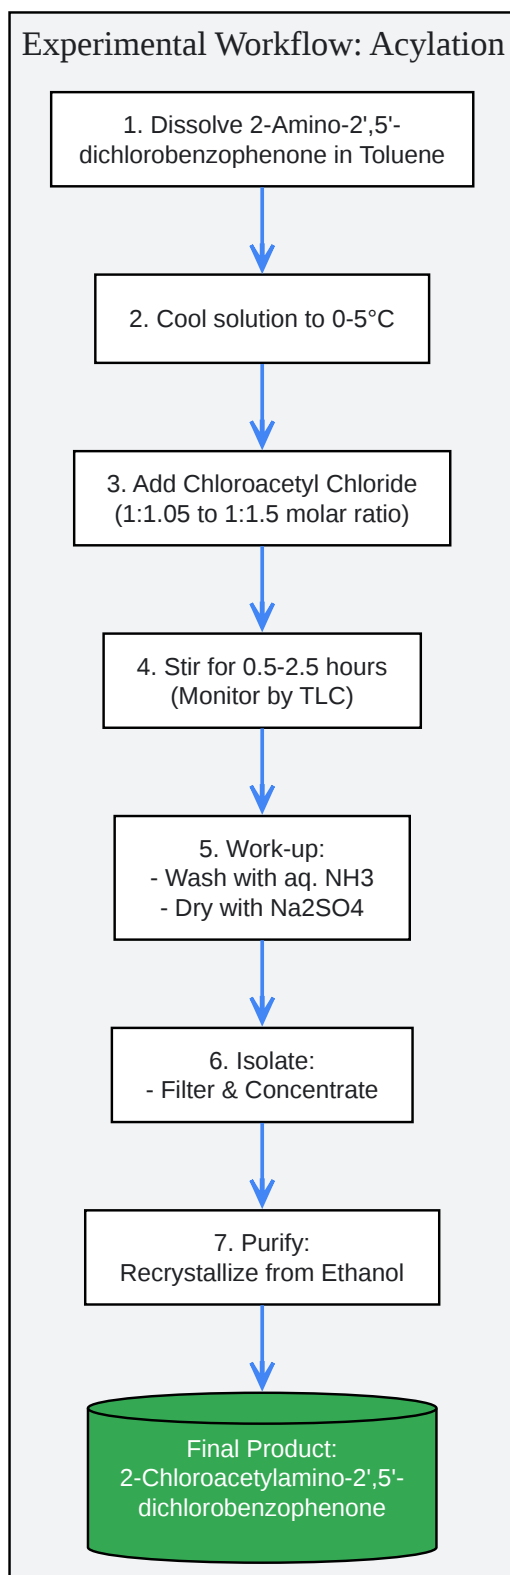 Experimental Workflow: Acylation
1. Dissolve 2-Amino-2',5'-
dichlorobenzophenone in Toluene
2. Cool solution to 0-5°C
3. Add Chloroacetyl Chloride
(1:1.05 to 1:1.5 molar ratio)
4. Stir for 0.5-2.5 hours
(Monitor by TLC)
5. Work-up:
- Wash with aq. NH3
- Dry with Na2SO4
6. Isolate:
- Filter & Concentrate
7. Purify:
Recrystallize from Ethanol
Final Product:
2-Chloroacetylamino-2',5'-
dichlorobenzophenone